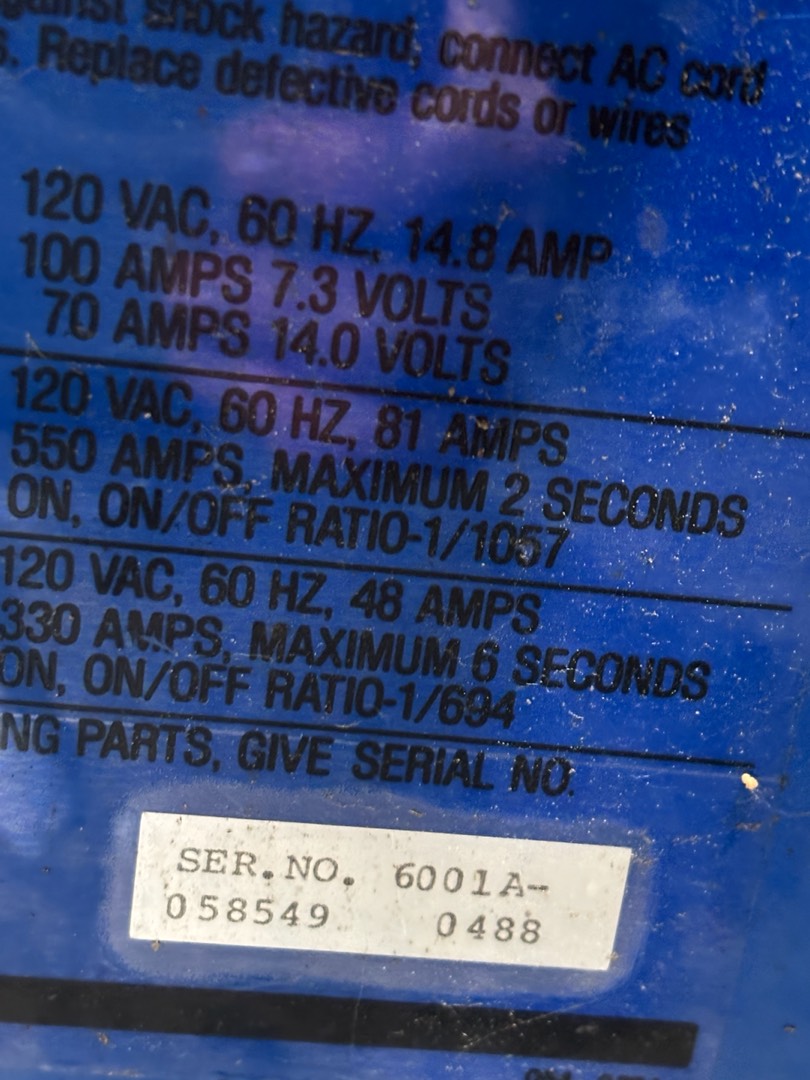 against shock hazard, connect AC cord
s. Replace defective cords or wires
120 VAC, 60 HZ, 14.8 AMP
100 AMPS 7.3 VOLTS
70 AMPS 14.0 VOLTS
120 VAC, 60 HZ, 81 AMPS
550 AMPS, MAXIMUM 2 SECONDS
ON, ON/OFF RATIO-1/1057
120 VAC, 60 HZ, 48 AMPS
330 AMPS, MAXIMUM 6 SECONDS
ON, ON/OFF RATIO-1/694
NG PARTS, GIVE SERIAL NO.
SER.NO. 6001A-
058549 0488